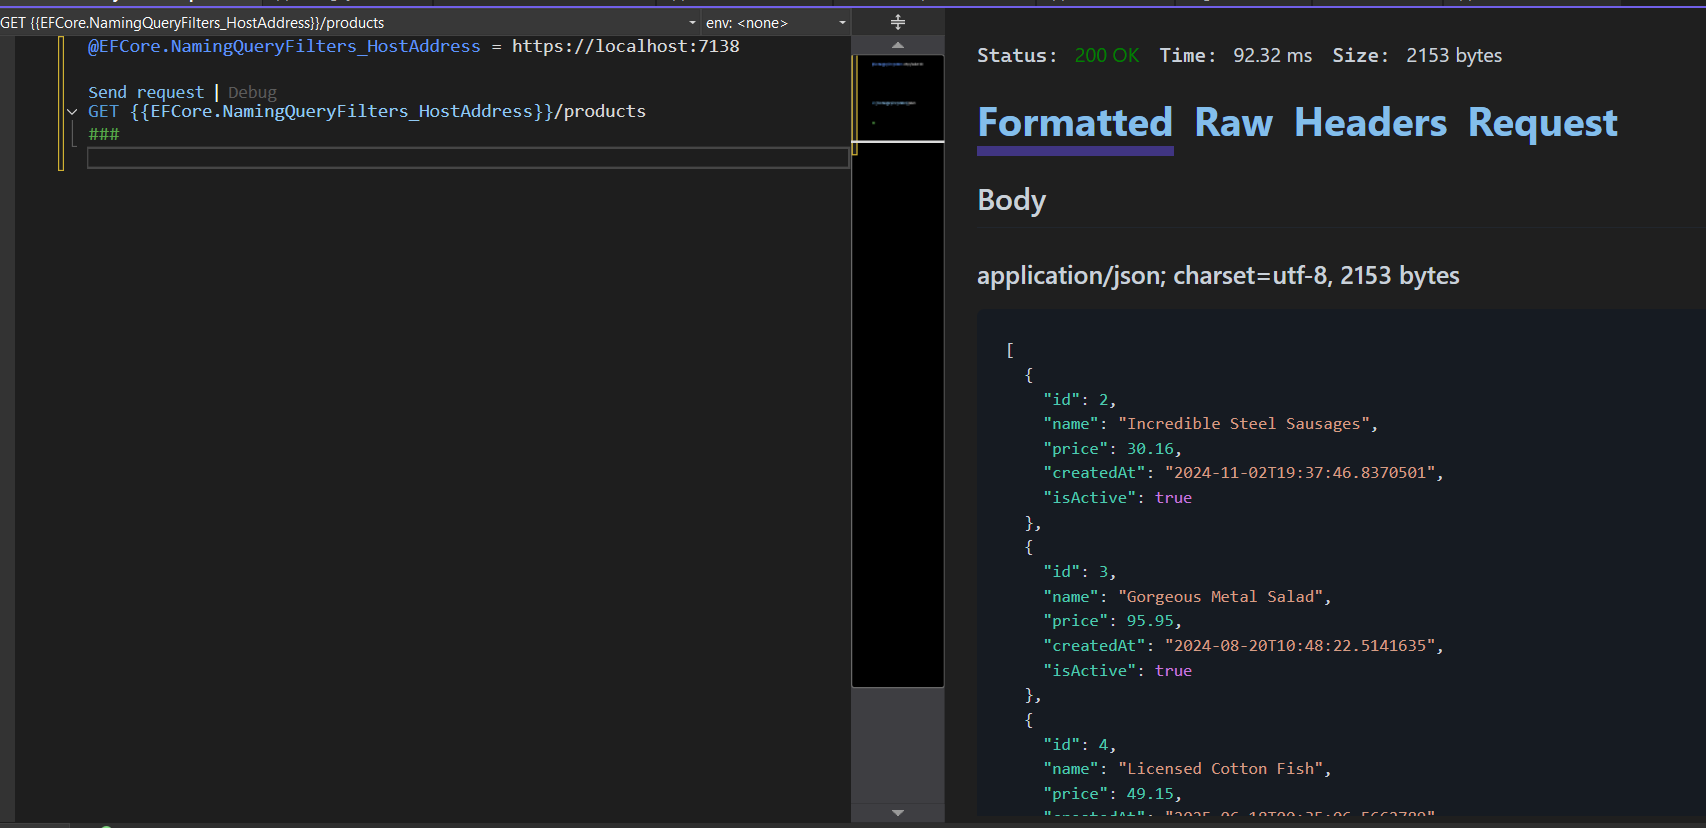 GET {{EFCore.NamingQueryFilters_HostAddress}}/products
env: <none>
@EFCore.NamingQueryFilters_HostAddress = https://localhost:7138
Send request | Debug
GET {{EFCore.NamingQueryFilters_HostAddress}}/products
###
Status: 200 OK Time: 92.32 ms Size: 2153 bytes
Formatted Raw Headers Request
Body
application/json; charset=utf-8, 2153 bytes
[
{
"id": 2,
"name": "Incredible Steel Sausages",
"price": 30.16,
"createdAt": "2024-11-02T19:37:46.8370501",
"isActive": true
},
{
"id": 3,
"name": "Gorgeous Metal Salad",
"price": 95.95,
"createdAt": "2024-08-20T10:48:22.5141635",
"isActive": true
},
{
"id": 4,
"name": "Licensed Cotton Fish",
"price": 49.15,